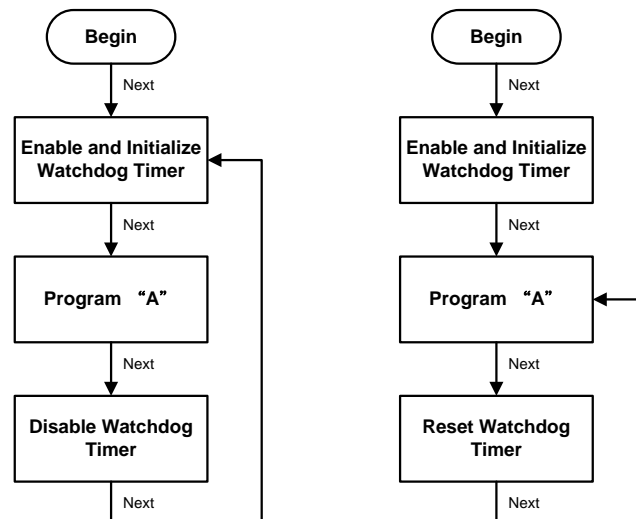 Begin
Next
Enable and Initialize
Watchdog Timer
Next
Program “A”
Next
Disable Watchdog
Timer
Next
Begin
Next
Enable and Initialize
Watchdog Timer
Next
Program “A”
Next
Reset Watchdog
Timer
Next